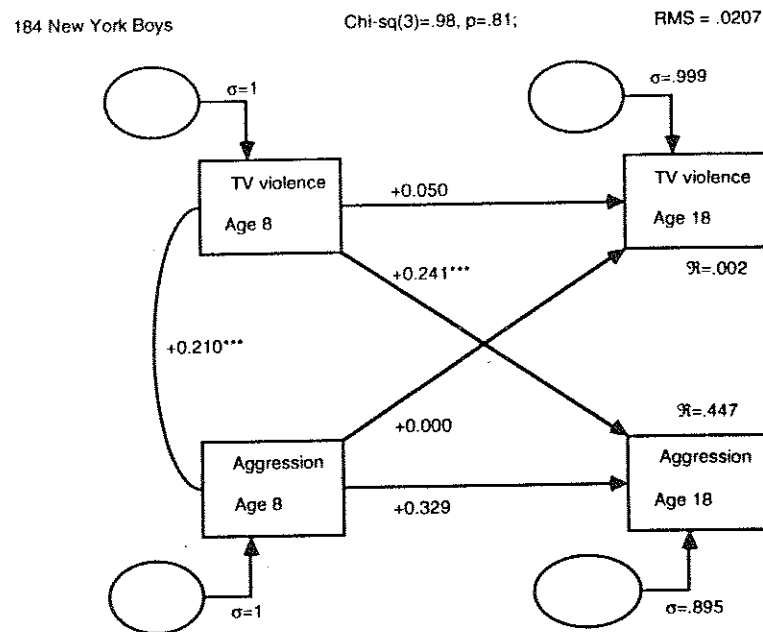 184 New York Boys
Chi-sq(3)=.98, p=.81;
RMS = .0207
σ=1
σ=.999
TV violence
Age 8
+0.050
TV violence
Age 18
+0.241***
ℜ=.002
+0.210***
ℜ=.447
+0.000
Aggression
Age 8
+0.329
Aggression
Age 18
σ=1
σ=.895